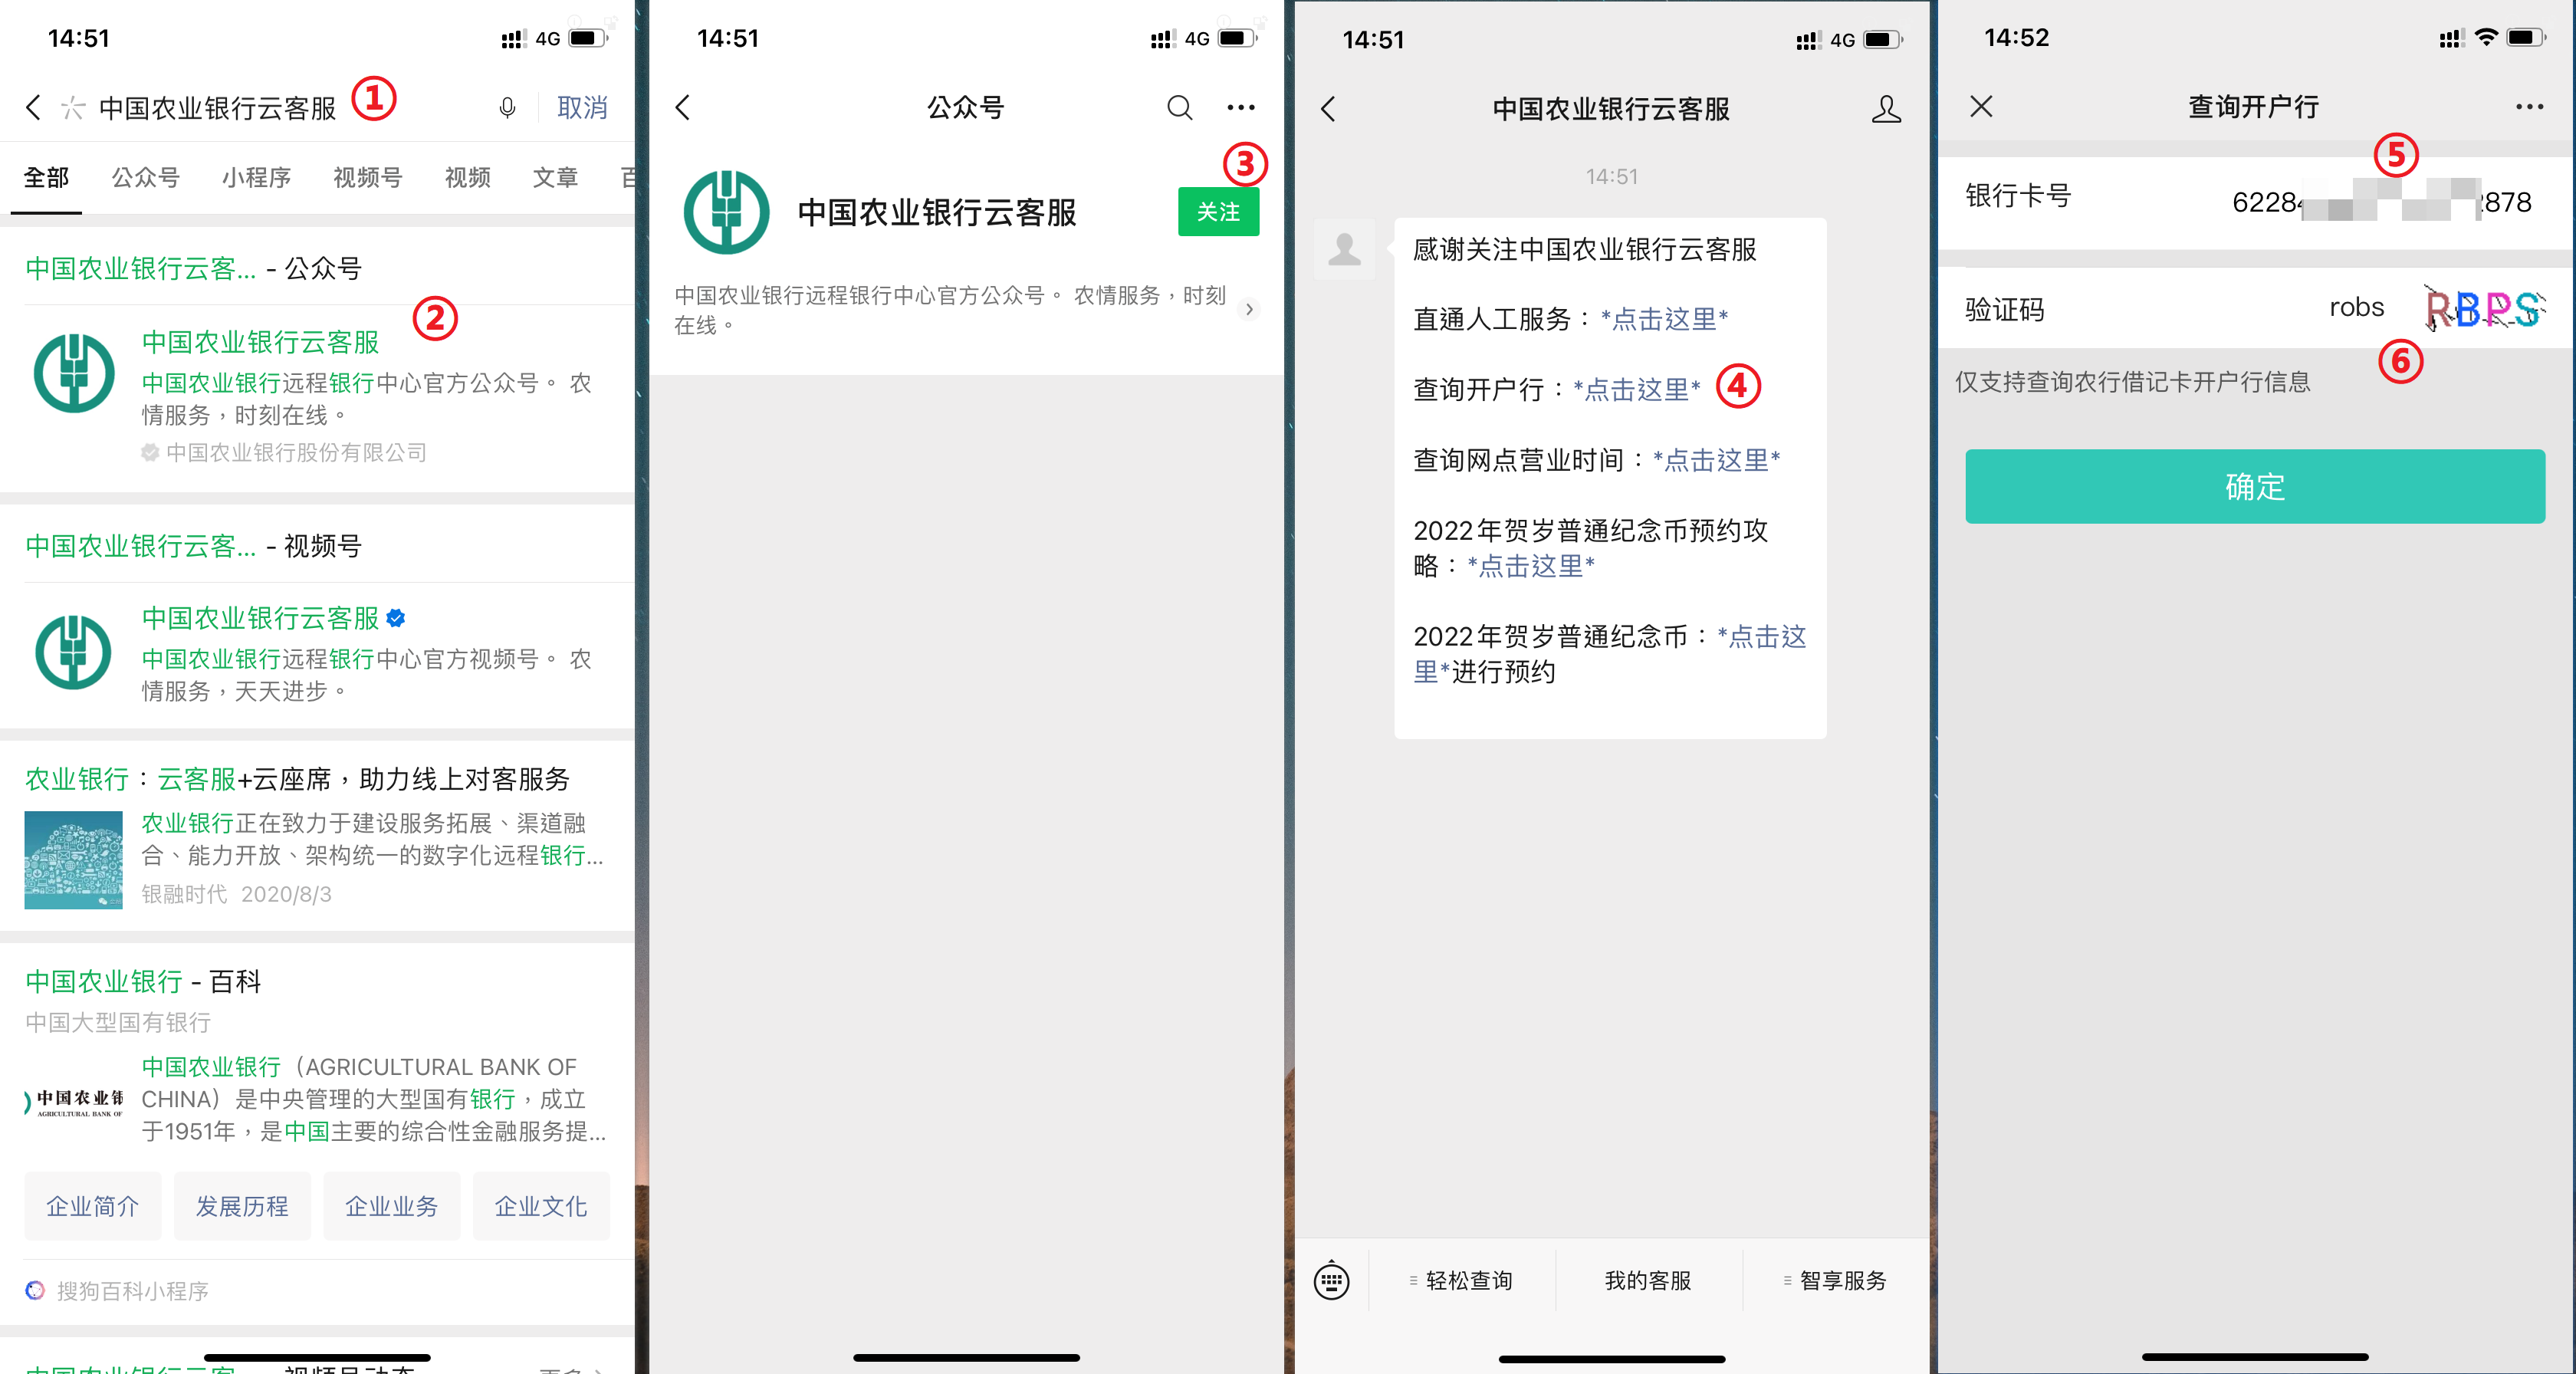 14:51
4G
中国农业银行云客服
①
取消
全部 公众号 小程序 视频号 视频 文章
中国农业银行云客... - 公众号
②
中国农业银行云客服
中国农业银行远程银行中心官方公众号。 农
情服务，时刻在线。
中国农业银行股份有限公司
中国农业银行云客... - 视频号
中国农业银行云客服
中国农业银行远程银行中心官方视频号。 农
情服务，天天进步。
农业银行：云客服+云座席，助力线上对客服务
农业银行正在致力于建设服务拓展、渠道融
合、能力开放、架构统一的数字化远程银行...
银融时代 2020/8/3
中国农业银行 - 百科
中国大型国有银行
中国农业银行（AGRICULTURAL BANK OF
CHINA）是中央管理的大型国有银行，成立
于1951年，是中国主要的综合性金融服务提...
中国农业银
AGRICULTURAL BANK OF
企业简介 发展历程 企业业务 企业文化
搜狗百科小程序
14:51
4G
公众号
③
中国农业银行云客服
关注
中国农业银行远程银行中心官方公众号。 农情服务，时刻
在线。
14:51
4G
中国农业银行云客服
14:51
感谢关注中国农业银行云客服
直通人工服务：*点击这里*
查询开户行：*点击这里* ④
查询网点营业时间：*点击这里*
2022年贺岁普通纪念币预约攻
略：*点击这里*
2022年贺岁普通纪念币：*点击这
里*进行预约
轻松查询 我的客服 智享服务
14:52
查询开户行
⑤
银行卡号 6228 878
验证码 robs RBPS
⑥
仅支持查询农行借记卡开户行信息
确定